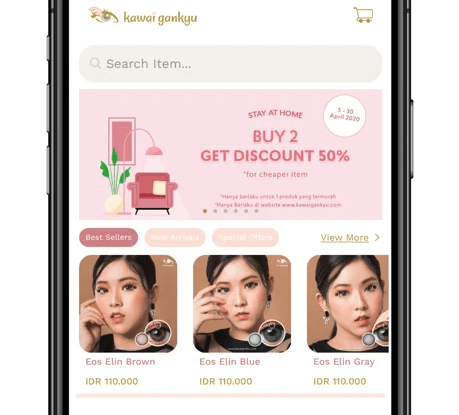 kawaī gankyu
Search Item...
STAY AT HOME
5 - 30
April 2020
BUY 2
GET DISCOUNT 50%
*for cheaper item
*Hanya berlaku untuk 1 produk yang termurah
*Hanya Berlaku di website www.kawaigankyu.com
Best Sellers
New Arrivals
Special Offers
View More
Eos Elin Brown
Eos Elin Blue
Eos Elin Gray
IDR 110.000
IDR 110.000
IDR 110.000